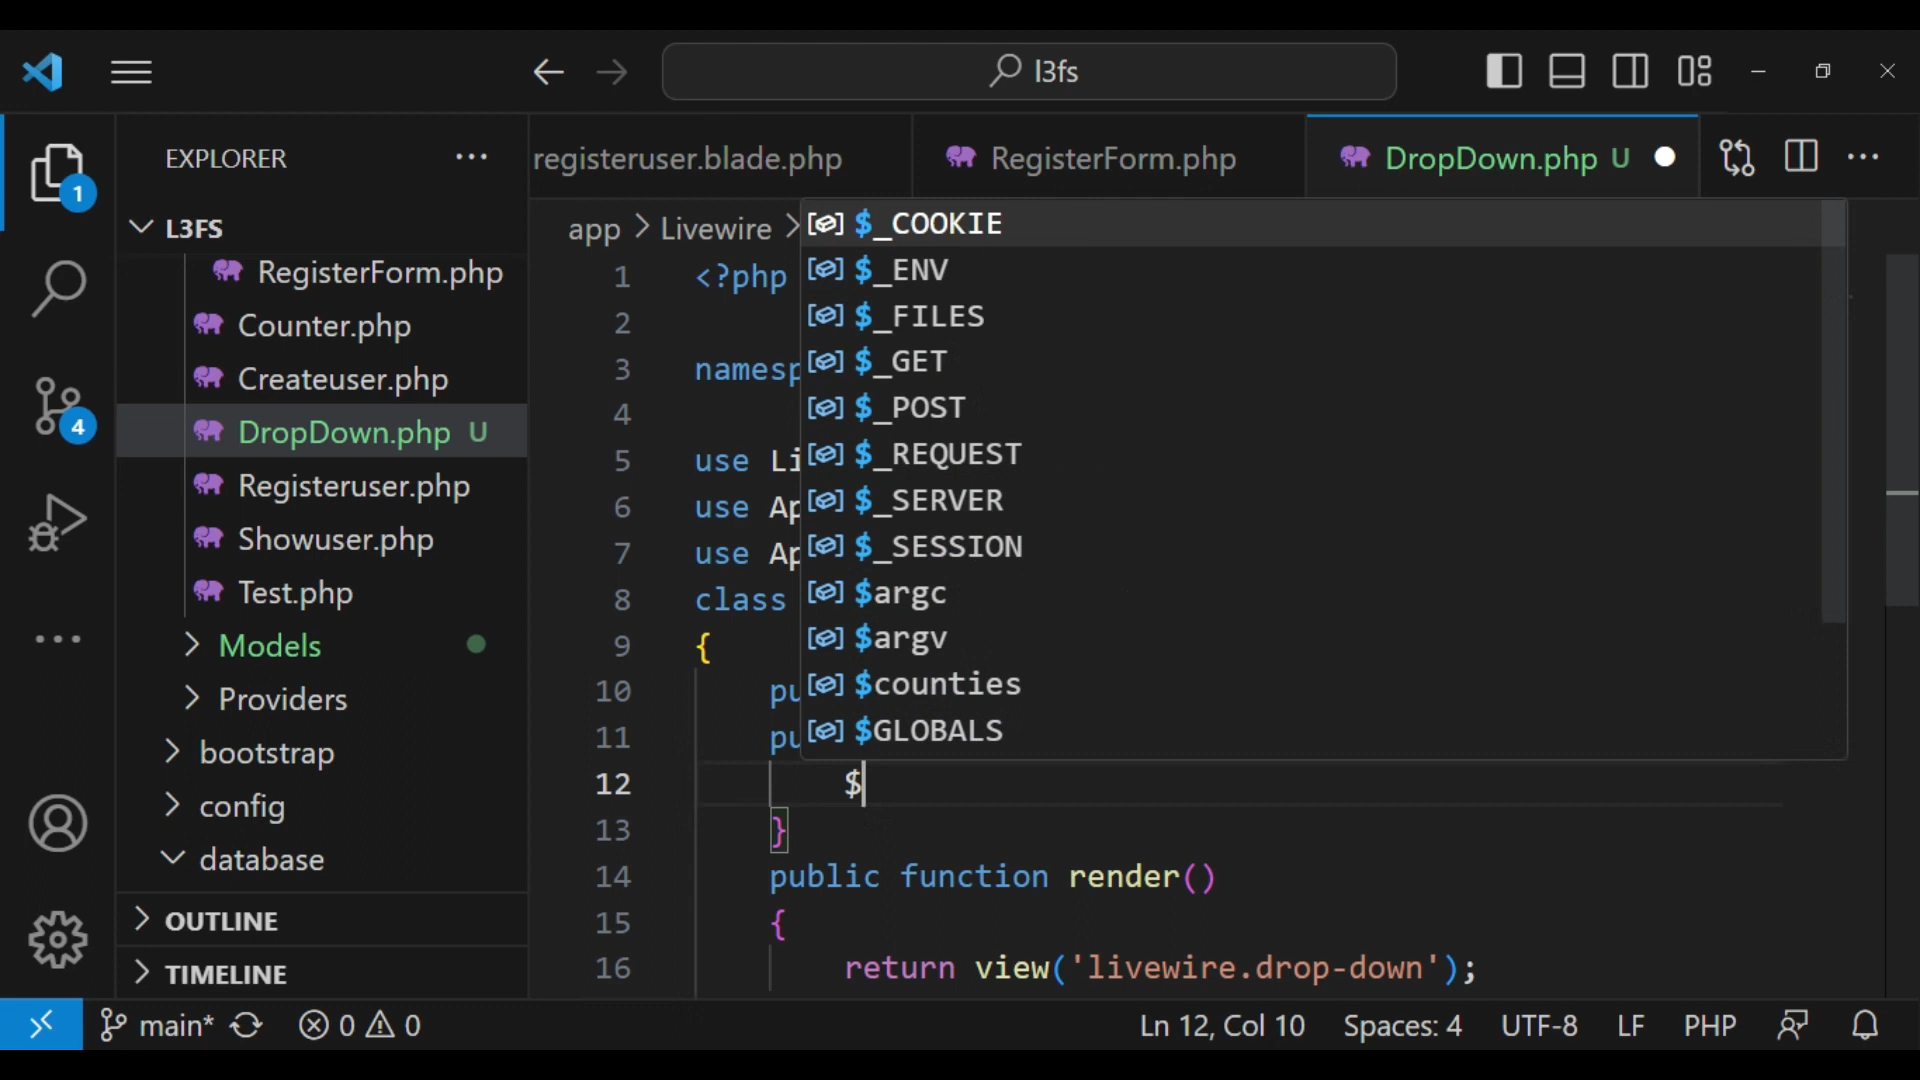 l3fs
EXPLORER
registeruser.blade.php
RegisterForm.php
DropDown.php U
1
L3FS
RegisterForm.php
Counter.php
Createuser.php
DropDown.php U
Registeruser.php
Showuser.php
Test.php
Models
Providers
bootstrap
config
database
OUTLINE
TIMELINE
4
app > Livewire >
$_COOKIE
$_ENV
$_FILES
$_GET
$_POST
$_REQUEST
$_SERVER
$_SESSION
$argc
$argv
$counties
$GLOBALS
1 <?php
2
3 namesp
4
5 use Li
6 use Ap
7 use Ap
8 class
9 {
10 pu
11 pu
12 $
13 }
14 public function render()
15 {
16 return view('livewire.drop-down');
main* 0 0
Ln 12, Col 10 Spaces: 4 UTF-8 LF PHP